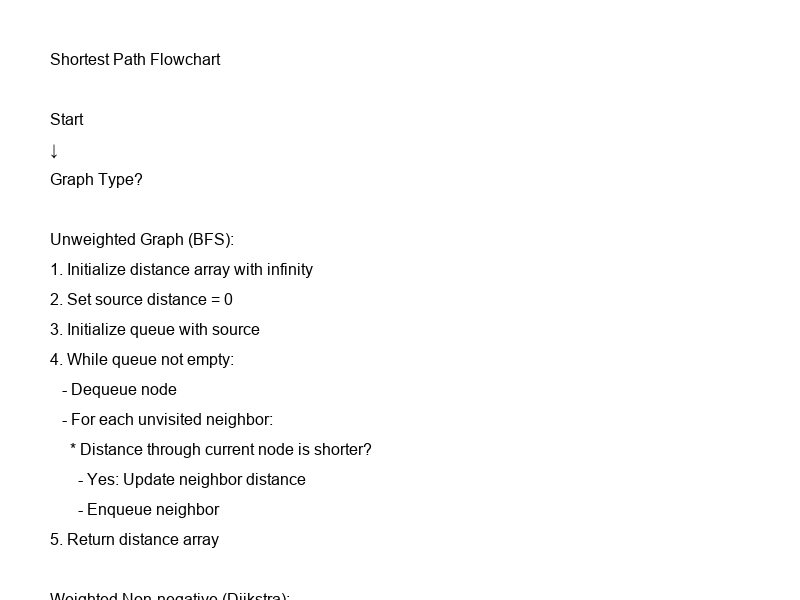 Shortest Path Flowchart
Start
↓
Graph Type?
Unweighted Graph (BFS):
1. Initialize distance array with infinity
2. Set source distance = 0
3. Initialize queue with source
4. While queue not empty:
- Dequeue node
- For each unvisited neighbor:
* Distance through current node is shorter?
- Yes: Update neighbor distance
- Enqueue neighbor
5. Return distance array
Weighted Non-negative (Dijkstra):